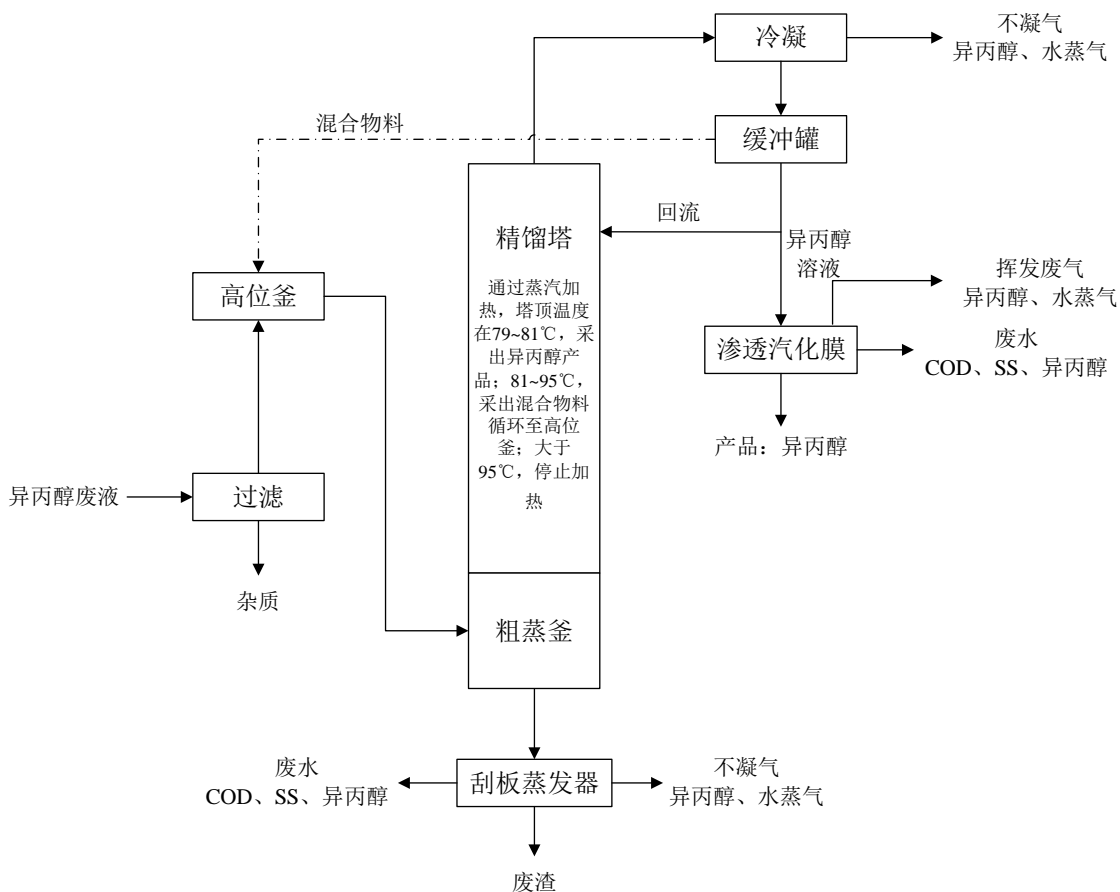 冷凝
不凝气
异丙醇、水蒸气
混合物料
缓冲罐
回流
异丙醇
溶液
精馏塔
通过蒸汽加
热，塔顶温度
在79~81℃，采
出异丙醇产
品；81~95℃，
采出混合物料
循环至高位
釜；大于
95℃，停止加
热
高位釜
挥发废气
异丙醇、水蒸气
渗透汽化膜
废水
COD、SS、异丙醇
产品：异丙醇
异丙醇废液
过滤
杂质
粗蒸釜
废水
COD、SS、异丙醇
刮板蒸发器
不凝气
异丙醇、水蒸气
废渣